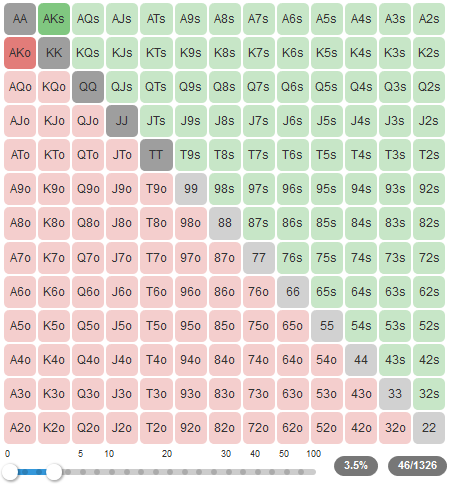 AA AKs AQs AJs ATs A9s A8s A7s A6s A5s A4s A3s A2s
AKo KK KQs KJs KTs K9s K8s K7s K6s K5s K4s K3s K2s
AQo KQo QQ QJs QTs Q9s Q8s Q7s Q6s Q5s Q4s Q3s Q2s
AJo KJo QJo JJ JTs J9s J8s J7s J6s J5s J4s J3s J2s
ATo KTo QTo JTo TT T9s T8s T7s T6s T5s T4s T3s T2s
A9o K9o Q9o J9o T9o 99 98s 97s 96s 95s 94s 93s 92s
A8o K8o Q8o J8o T8o 98o 88 87s 86s 85s 84s 83s 82s
A7o K7o Q7o J7o T7o 97o 87o 77 76s 75s 74s 73s 72s
A6o K6o Q6o J6o T6o 96o 86o 76o 66 65s 64s 63s 62s
A5o K5o Q5o J5o T5o 95o 85o 75o 65o 55 54s 53s 52s
A4o K4o Q4o J4o T4o 94o 84o 74o 64o 54o 44 43s 42s
A3o K3o Q3o J3o T3o 93o 83o 73o 63o 53o 43o 33 32s
A2o K2o Q2o J2o T2o 92o 82o 72o 62o 52o 42o 32o 22
0 5 10 20 30 40 50 100
3.5% 46/1326